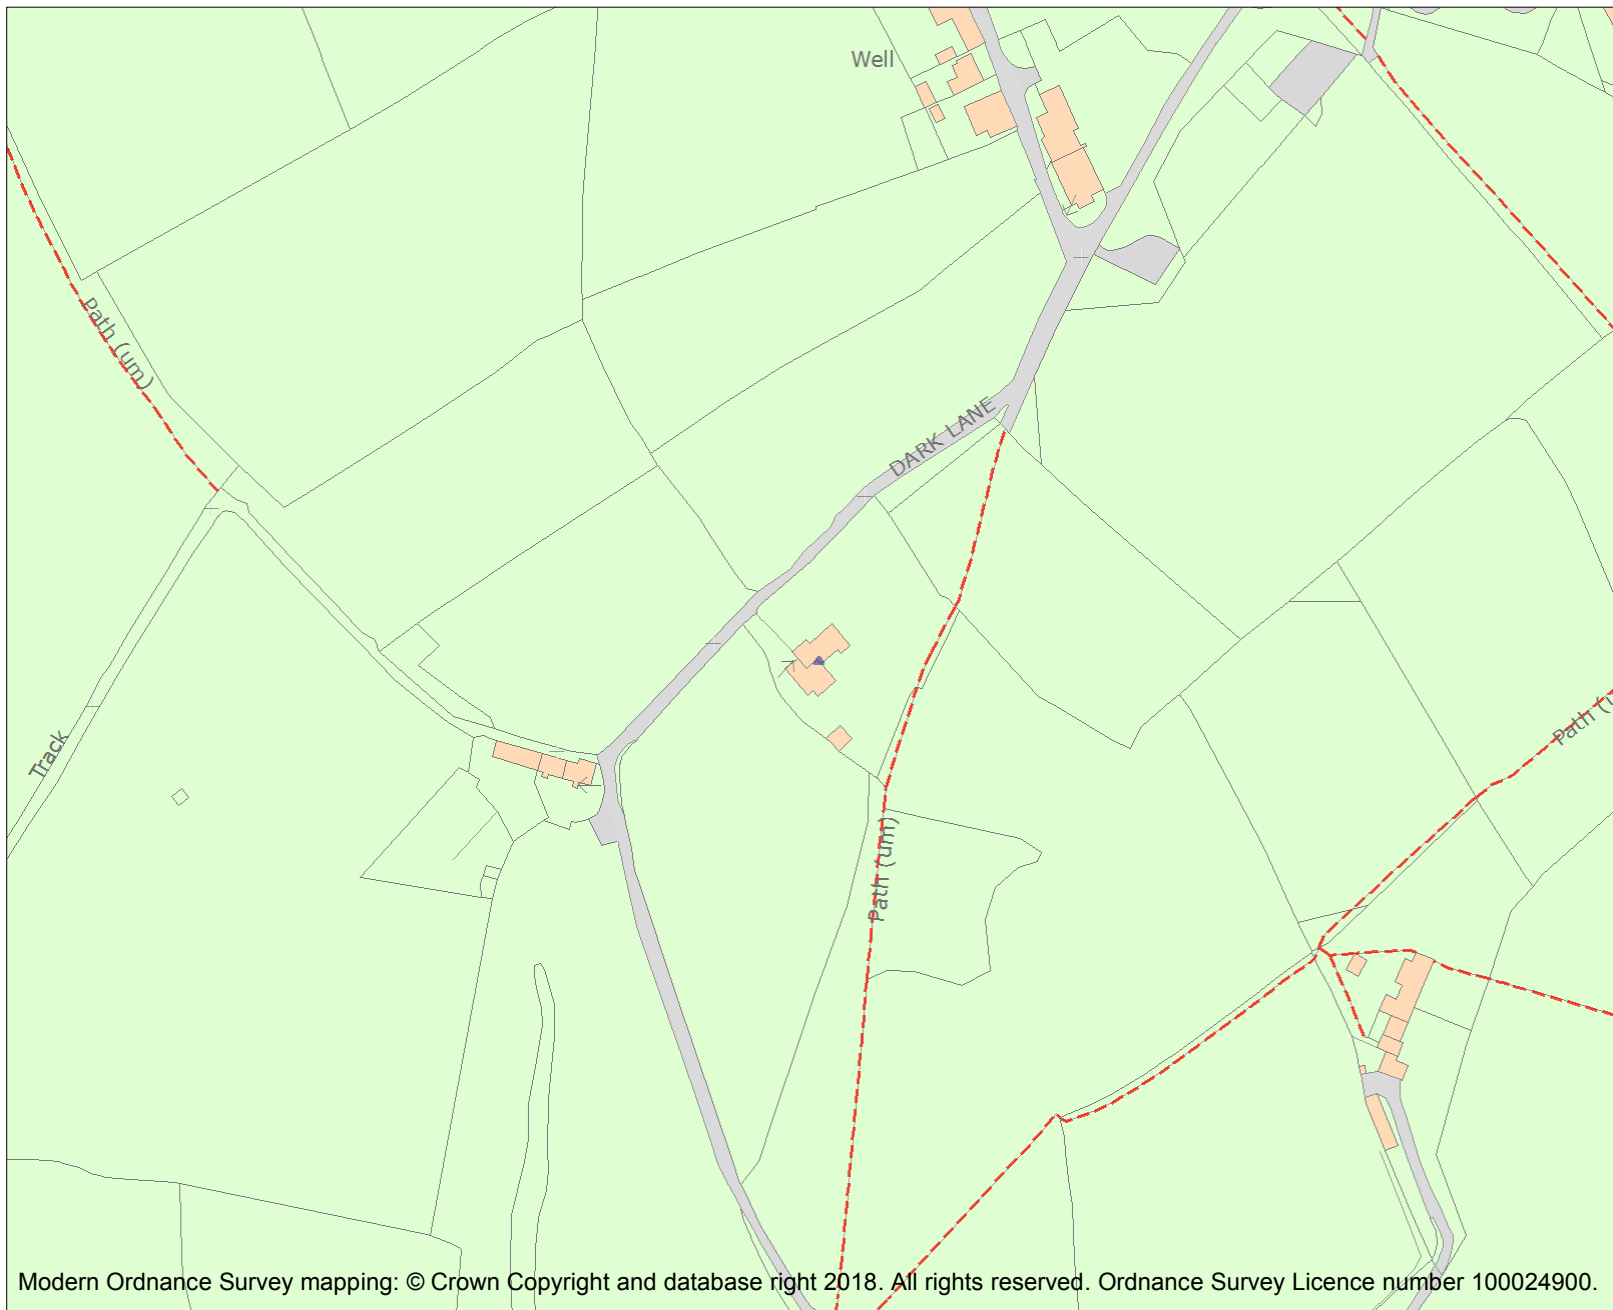 Well
Path (um)
DARK LANE
Path (u
Track
Path (um)
Modern Ordnance Survey mapping: © Crown Copyright and database right 2018. All rights reserved. Ordnance Survey Licence number 100024900.